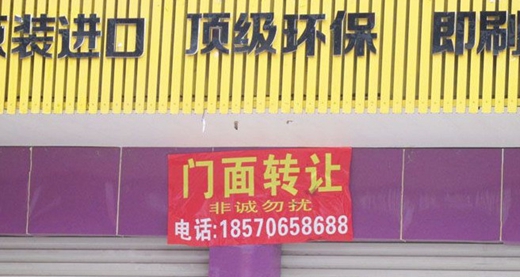 原装进口 顶级环保 即刷
门面转让
非诚勿扰
电话:18570658688